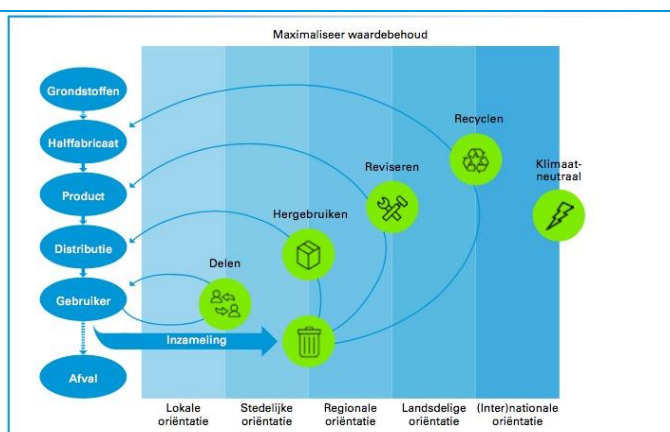 Maximaliseer waardebehoud
Grondstoffen
Halffabricaat
Product
Distributie
Gebruiker
Afval
Recyclen
Reviseren
Klimaat-
neutraal
Hergebruiken
Delen
Inzameling
Lokale
oriëntatie
Stedelijke
oriëntatie
Regionale
oriëntatie
Landsdelige
oriëntatie
(Inter)nationale
oriëntatie